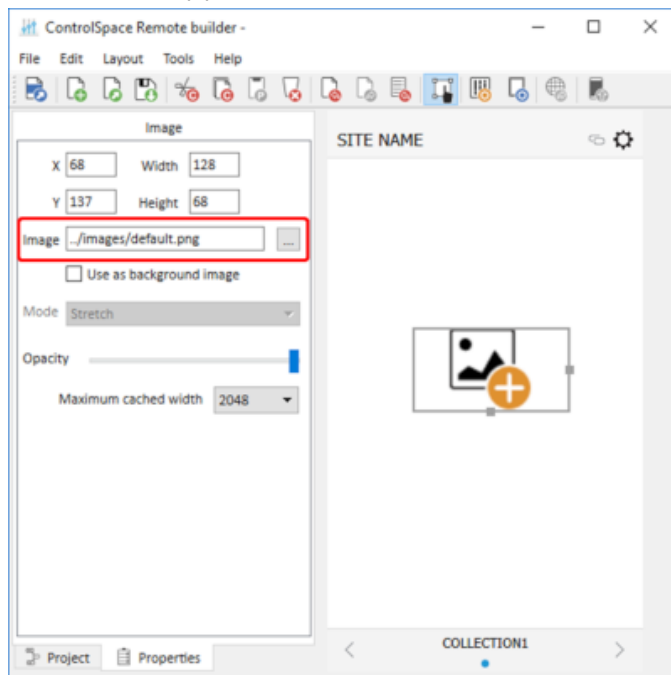 ControlSpace Remote builder -
File Edit Layout Tools Help
Image
SITE NAME
X 68 Width 128
Y 137 Height 68
Image ../images/default.png ...
Use as background image
Mode Stretch
Opacity
Maximum cached width 2048
COLLECTION1
Project Properties